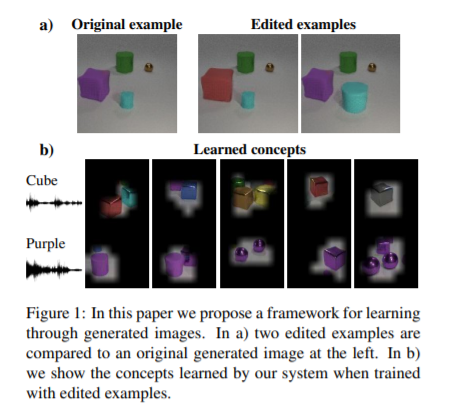 a) Original example Edited examples
b) Learned concepts
Cube
Purple
Figure 1: In this paper we propose a framework for learning
through generated images. In a) two edited examples are
compared to an original generated image at the left. In b)
we show the concepts learned by our system when trained
with edited examples.